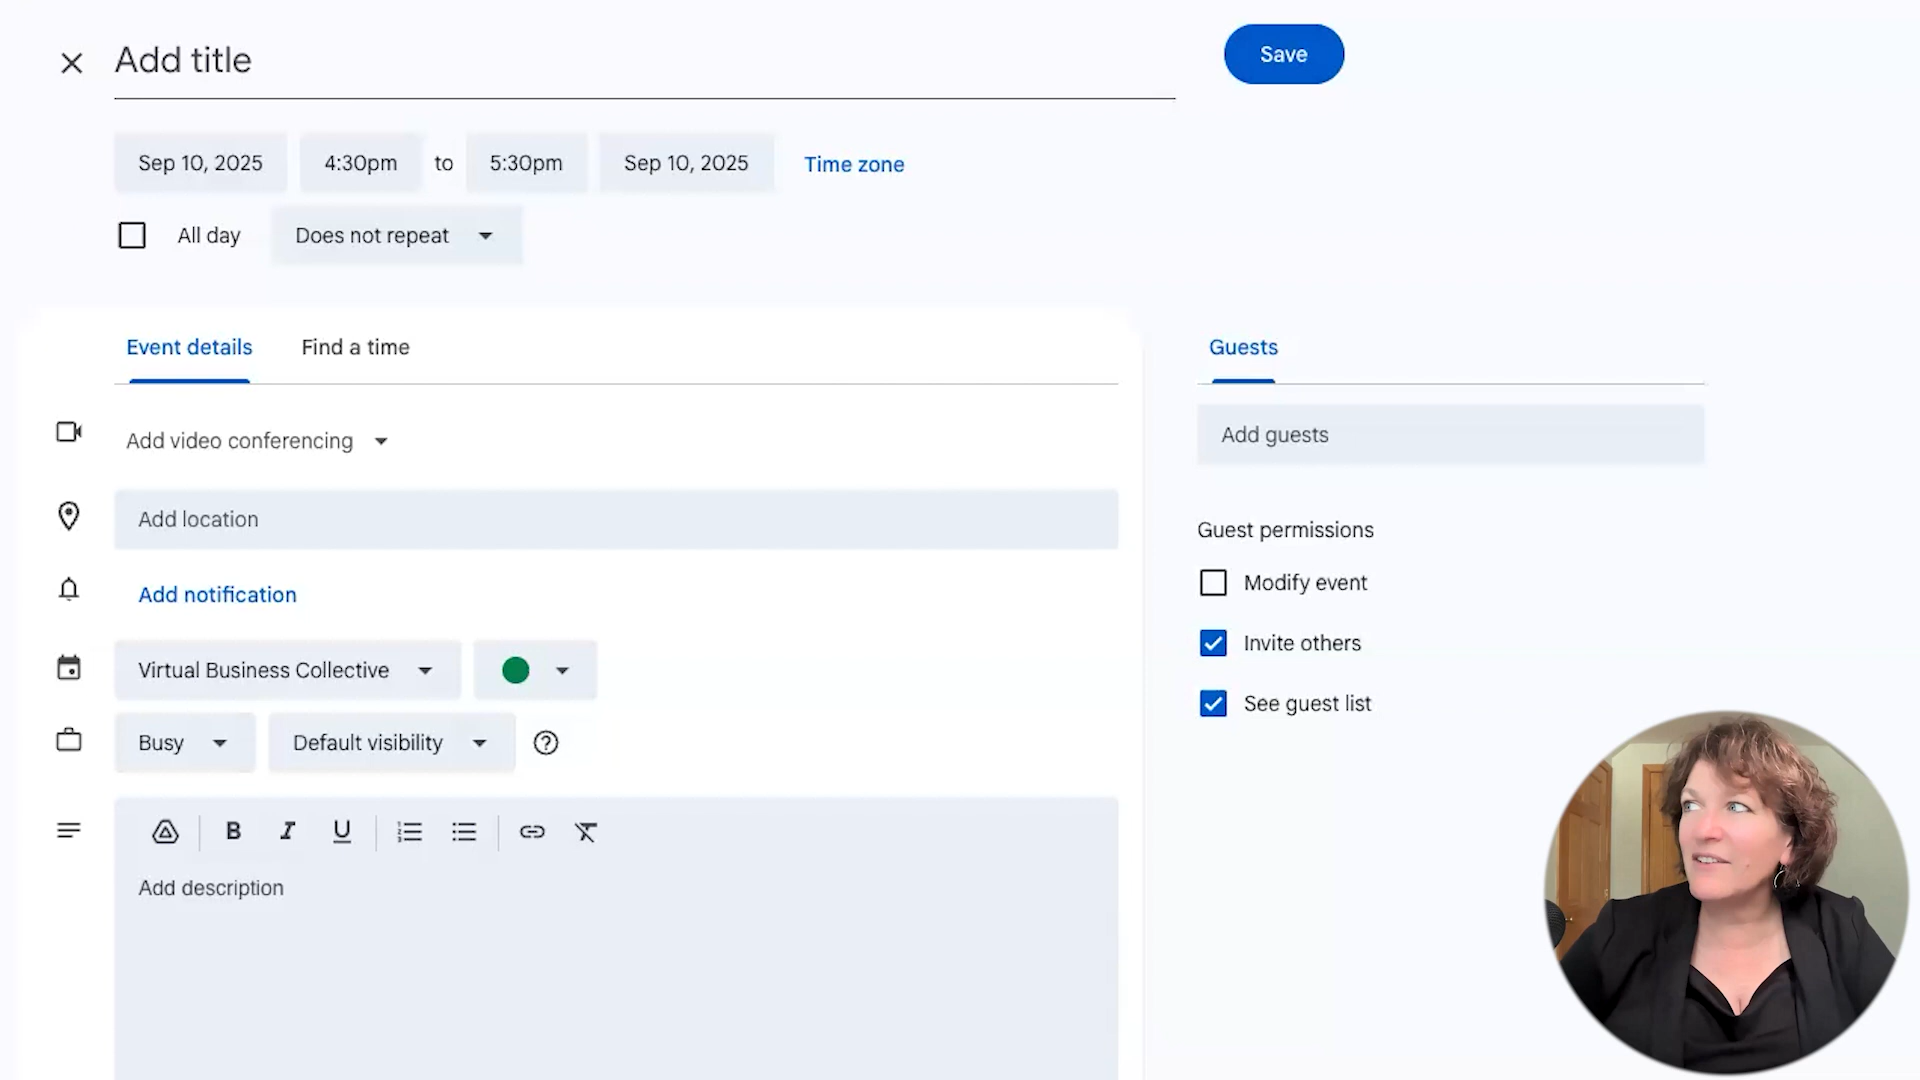 Add title
Save
Sep 10, 2025 4:30pm to 5:30pm Sep 10, 2025 Time zone
All day Does not repeat
Event details Find a time
Guests
Add video conferencing
Add guests
Add location
Guest permissions
Add notification
Modify event
Invite others
Virtual Business Collective
See guest list
Busy Default visibility
B I U
Add description